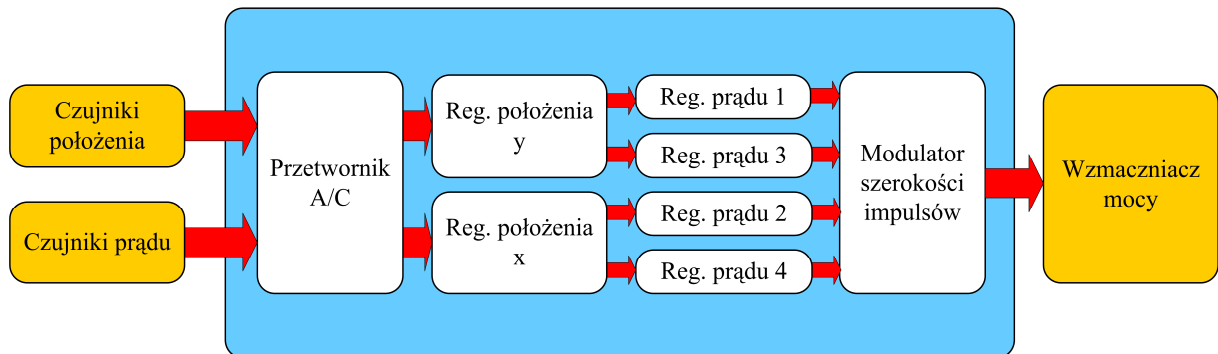 Czujniki
położenia
Czujniki prądu
Przetwornik
A/C
Reg. położenia
y
Reg. położenia
x
Reg. prądu 1
Reg. prądu 3
Reg. prądu 2
Reg. prądu 4
Modulator
szerokości
impulsów
Wzmaczniacz
mocy